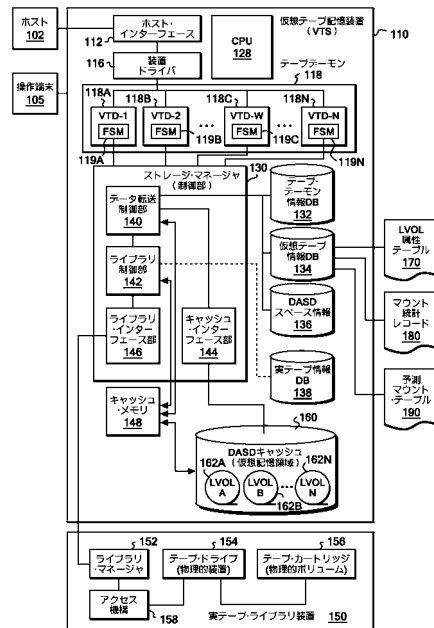 ホスト
102
ホスト・
インターフェース
112
仮想テープ記憶装置
(VTS)
110
CPU
128
操作端末
105
116
装置
ドライバ
テープデーモン
118
118A
118B
118C
118N
VTD-1
FSM
VTD-2
FSM
VTD-W
FSM
VTD-N
FSM
119A
119B
119C
119N
ストレージ・マネージャ
(制御部)
130
データ転送
制御部
140
ライブラリ
制御部
142
ライブラリ・
インター
フェース部
146
キャッシュ・
インター
フェース部
144
キャッシュ・
メモリ
148
テープ・
デーモン
情報DB
132
仮想テープ
情報DB
134
DASD
スペース情報
136
実テープ情報
DB
138
LVOL
属性
テーブル
170
マウント
統計
レコード
180
予測
マウント
・テーブル
190
160
DASDキャッシュ
(仮想記憶領域)
162A
162N
LVOL
A
LVOL
B
LVOL
N
162B
152
ライブラリ・
マネージャ
154
テープ・ドライブ
(物理的装置)
156
テープ・カートリッジ
(物理的ボリューム)
アクセス
機構
158
実テープ・ライブラリ装置
150